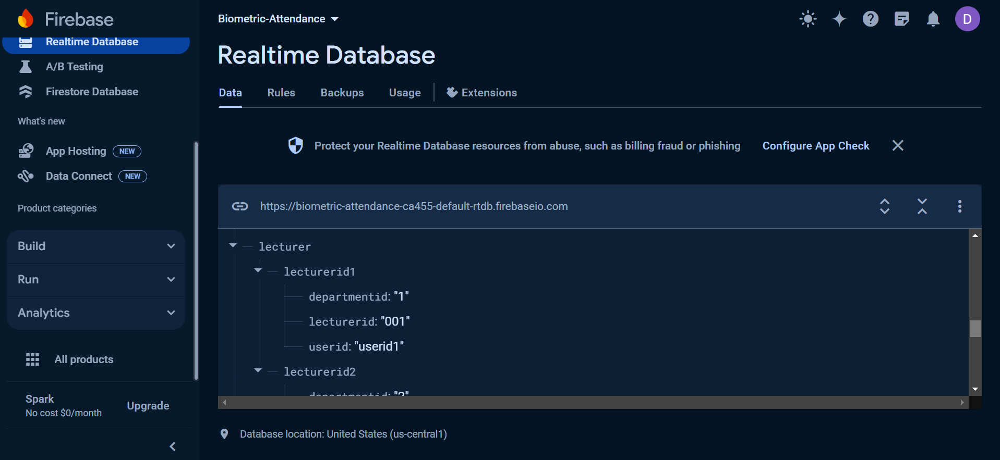 Firebase
Realtime Database
A/B Testing
Firestore Database
What's new
App Hosting NEW
Data Connect NEW
Product categories
Build
Run
Analytics
All products
Spark
No cost $0/month
Upgrade
Biometric-Attendance
D
Realtime Database
Data Rules Backups Usage Extensions
Protect your Realtime Database resources from abuse, such as billing fraud or phishing Configure App Check
https://biometric-attendance-ca455-default-rtdb.firebaseio.com
lecturer
lecturerid1
departmentid: "1"
lecturerid: "001"
userid: "userid1"
lecturerid2
departmentid: "2"
Database location: United States (us-central1)